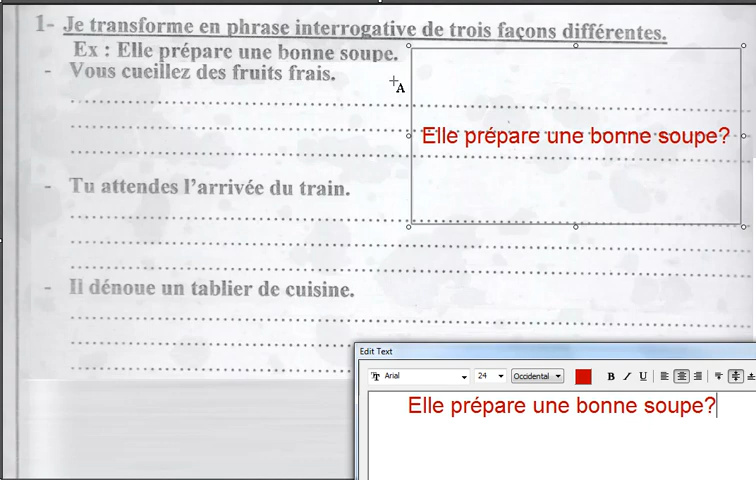 1- Je transforme en phrase interrogative de trois façons différentes.
Ex : Elle prépare une bonne soupe.
- Vous cueillez des fruits frais.
A
Elle prépare une bonne soupe?
- Tu attendes l'arrivée du train.
- Il dénoue un tablier de cuisine.
Edit Text
Arial 24 Occidental B I U
Elle prépare une bonne soupe?